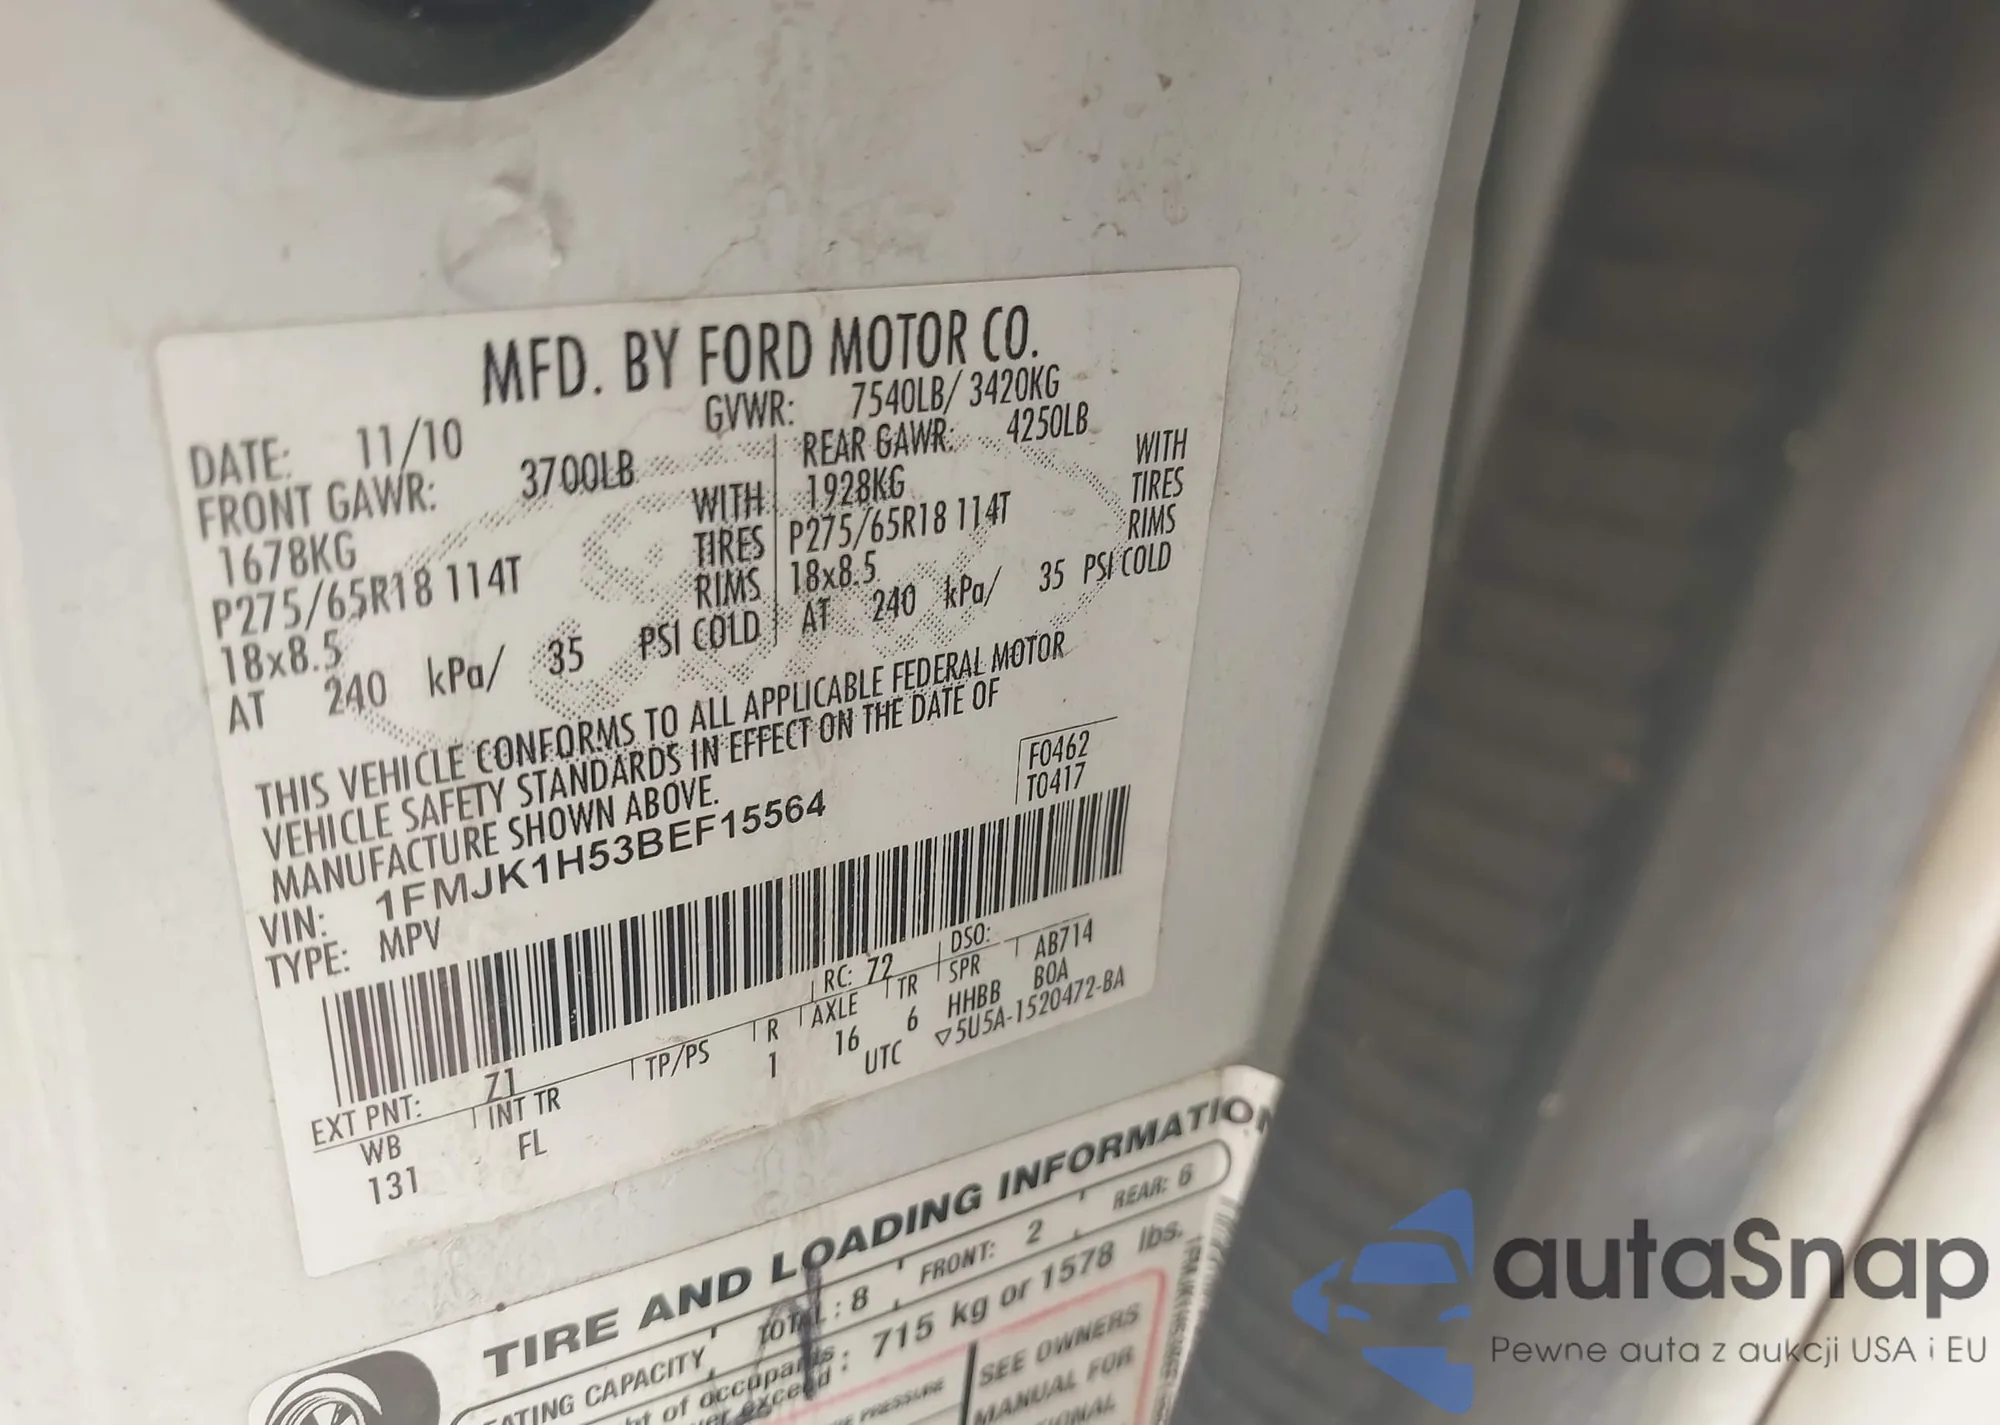 MFD. BY FORD MOTOR CO.
DATE: 11/10 GVWR: 7540LB/ 3420KG
FRONT GAWR: 3700LB REAR GAWR: 4250LB
1678KG WITH 1928KG WITH
P275/65R18 114T TIRES P275/65R18 114T TIRES
18x8.5 RIMS 18x8.5 RIMS
AT 240 kPa/ 35 PSI COLD AT 240 kPa/ 35 PSI COLD
THIS VEHICLE CONFORMS TO ALL APPLICABLE FEDERAL MOTOR
VEHICLE SAFETY STANDARDS IN EFFECT ON THE DATE OF
MANUFACTURE SHOWN ABOVE.
F0462
T0417
VIN: 1FMJK1H53BEF15564
TYPE: MPV
EXT PNT: Z1 RC: 72 DSO: AB714
WB INT TR TP/PS R AXLE TR SPR BOA
131 FL 1 16 6 HHBB
UTC ▽5U5A-1520472-BA
TIRE AND LOADING INFORMATION
SEATING CAPACITY TOTAL: 8 FRONT: 2 REAR: 6
of occupants
exceed: 715 kg or 1578 lbs.
PRESSURE SEE OWNERS
MANUAL FOR
autaSnap
Pewne auta z aukcji USA i EU